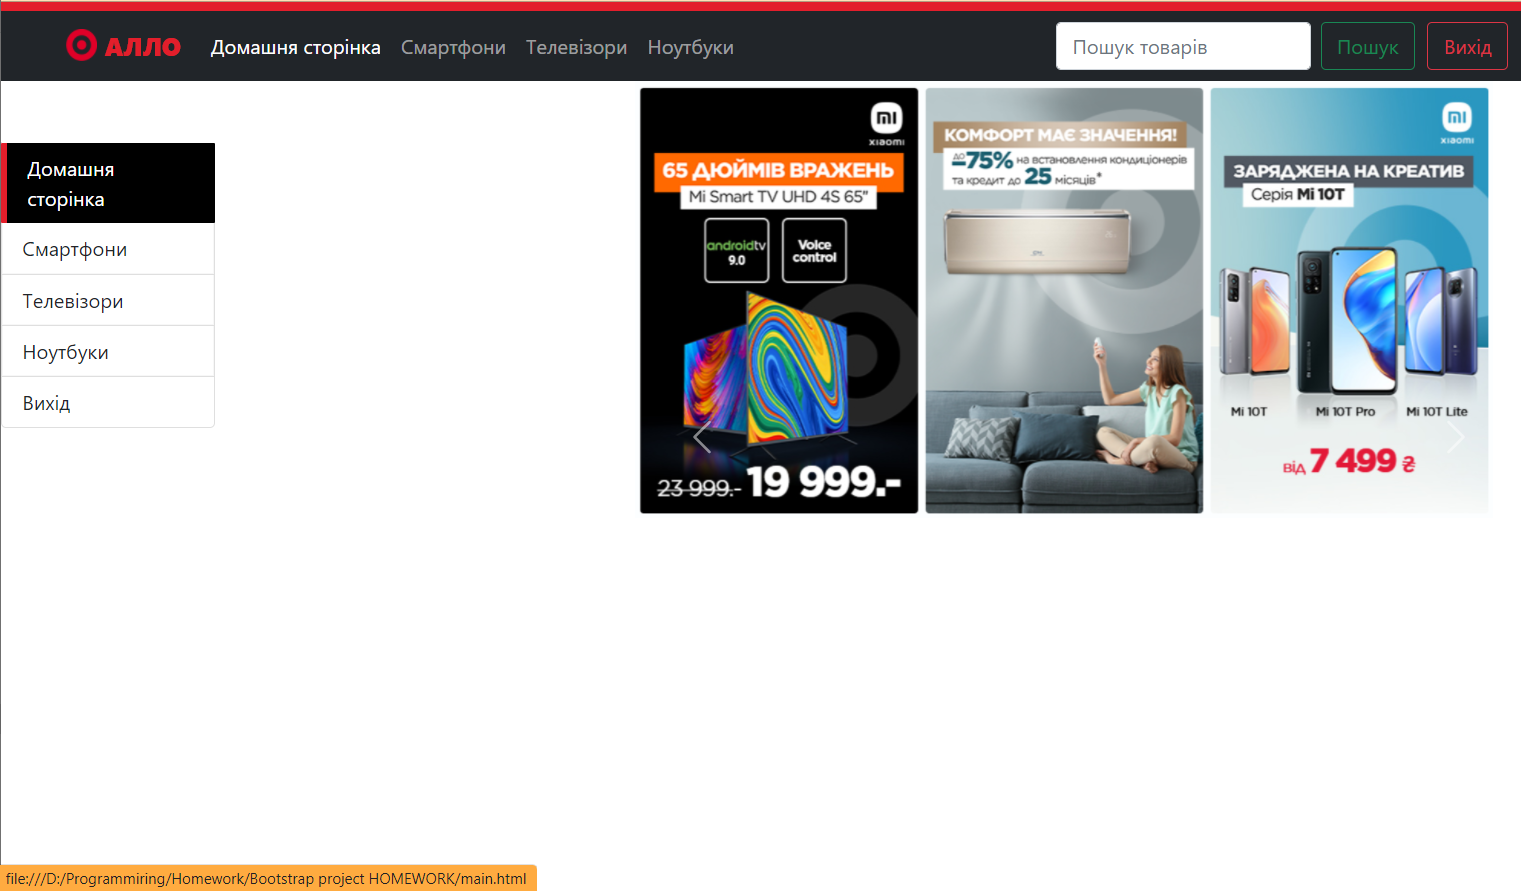 АЛЛО
Домашня сторінка
Смартфони
Телевізори
Ноутбуки
Пошук товарів
Пошук
Вихід
Домашня
сторінка
Смартфони
Телевізори
Ноутбуки
Вихід
xiaomi
65 ДЮЙМІВ ВРАЖЕНЬ
Mi Smart TV UHD 4S 65"
androidtv
9.0
Voice
control
23 999.- 19 999.-
КОМФОРТ МАЄ ЗНАЧЕННЯ!
до -75% на встановлення кондиціонерів
та кредит до 25 місяців*
xiaomi
ЗАРЯДЖЕНА НА КРЕАТИВ
Серія Mi 10T
Mi 10T
Mi 10T Pro
Mi 10T Lite
від 7 499 ₴
file:///D:/Programmiring/Homework/Bootstrap project HOMEWORK/main.html